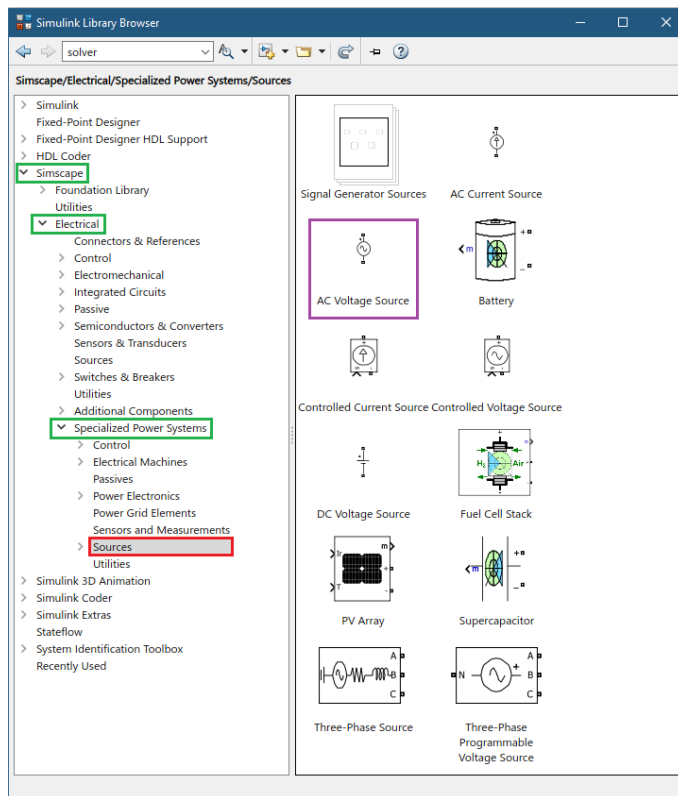 Simulink Library Browser
solver
Simscape/Electrical/Specialized Power Systems/Sources
Simulink
Fixed-Point Designer
Fixed-Point Designer HDL Support
HDL Coder
Simscape
Foundation Library
Utilities
Electrical
Connectors & References
Control
Electromechanical
Integrated Circuits
Passive
Semiconductors & Converters
Sensors & Transducers
Sources
Switches & Breakers
Utilities
Additional Components
Specialized Power Systems
Control
Electrical Machines
Passives
Power Electronics
Power Grid Elements
Sensors and Measurements
Sources
Utilities
Simulink 3D Animation
Simulink Coder
Simulink Extras
Stateflow
System Identification Toolbox
Recently Used
Signal Generator Sources
AC Current Source
AC Voltage Source
m
Battery
Controlled Current Source
Controlled Voltage Source
DC Voltage Source
H2 Air
Fuel Cell Stack
Ir
m
T
PV Array
m
Supercapacitor
A
B
C
Three-Phase Source
N
A
B
C
Three-Phase
Programmable
Voltage Source